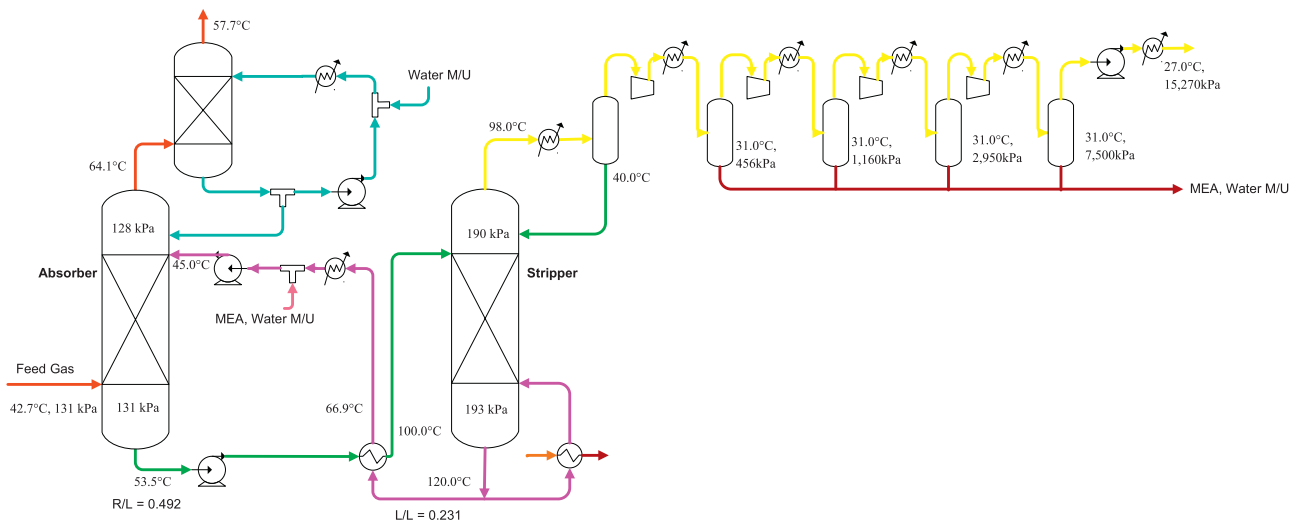 57.7°C
Water M/U
98.0°C
64.1°C
27.0°C,
15,270kPa
31.0°C,
456kPa
31.0°C,
1,160kPa
31.0°C,
2,950kPa
31.0°C,
7,500kPa
40.0°C
MEA, Water M/U
128 kPa
190 kPa
Absorber
45.0°C
Stripper
MEA, Water M/U
Feed Gas
42.7°C, 131 kPa
131 kPa
66.9°C
193 kPa
100.0°C
53.5°C
120.0°C
R/L = 0.492
L/L = 0.231